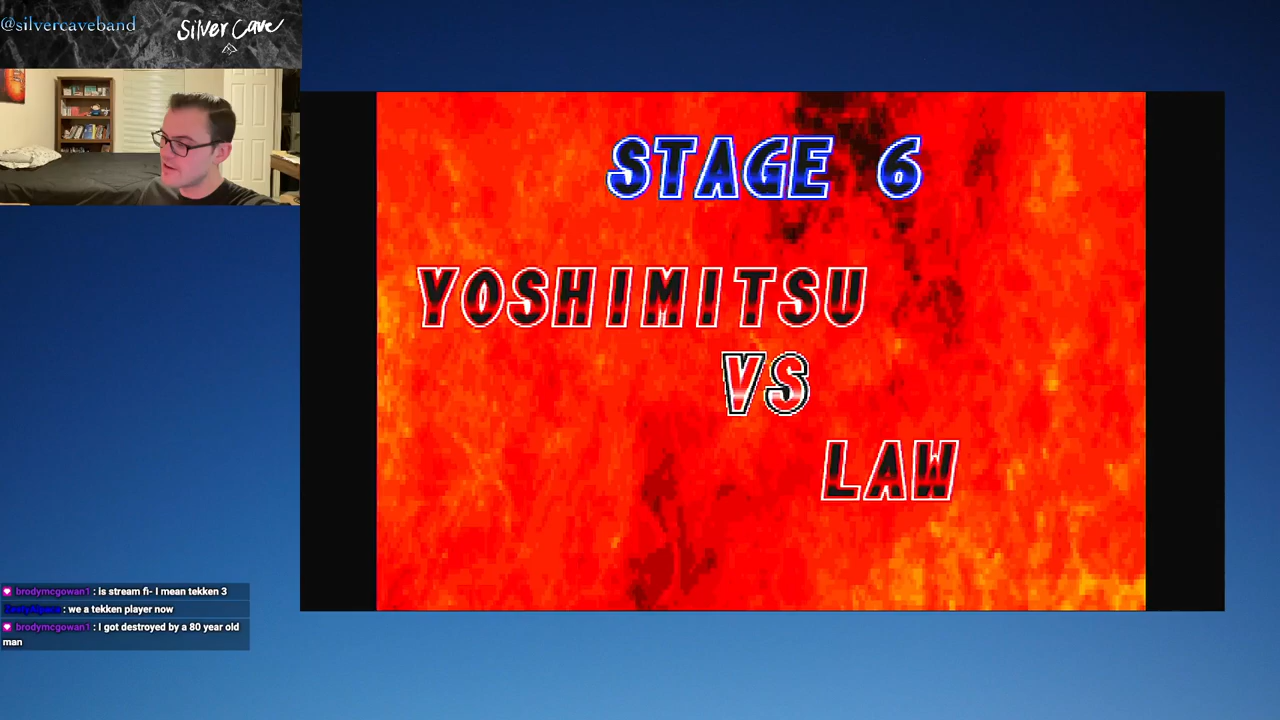 @silvercaveband
Silver Cave
STAGE 6
YOSHIMITSU
VS
LAW
brodymcgowan1 : is stream fi- I mean tekken 3
: we a tekken player now
brodymcgowan1 : I got destroyed by a 80 year old
man